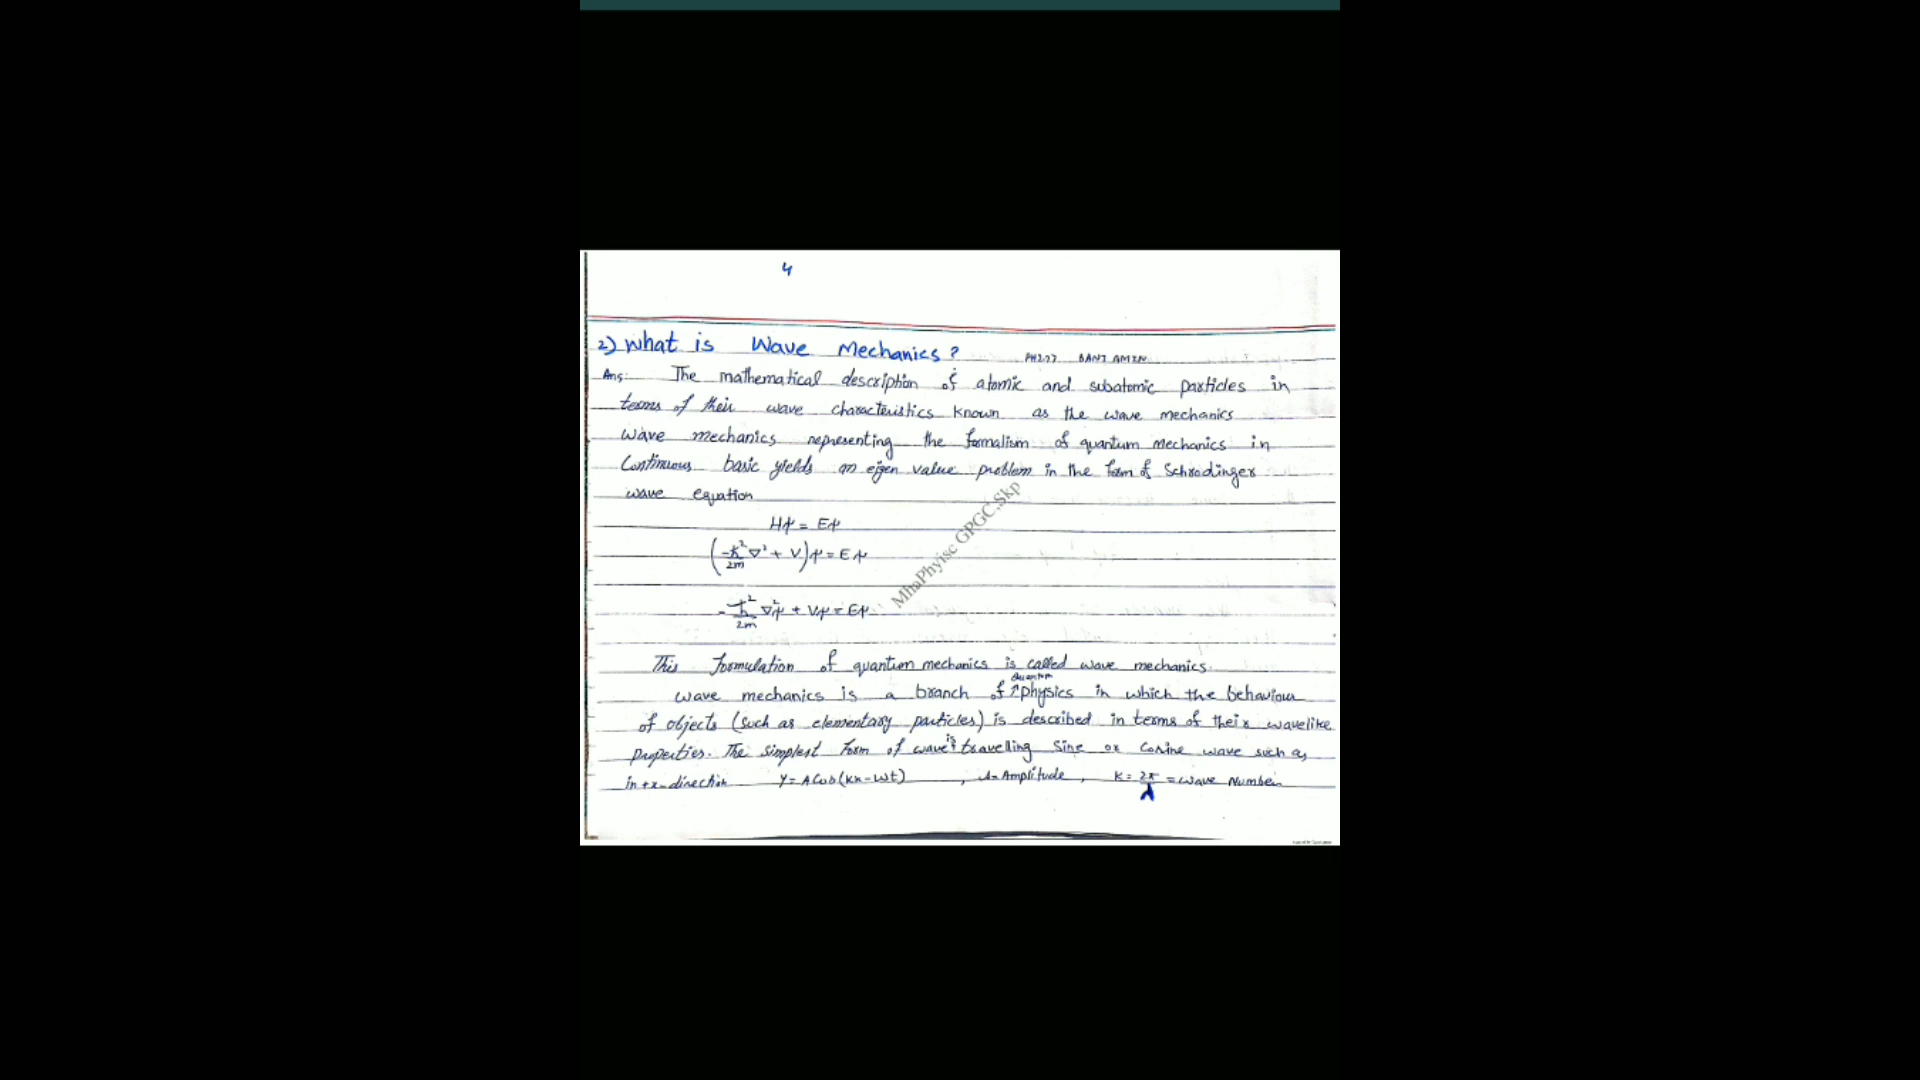 4
2) What is Wave Mechanics?
Ans: The mathematical description of atomic and subatomic particles in
terms of their wave characteristics known as the wave mechanics
wave mechanics representing the formalism of quantum mechanics in
Continuous basic yields an eigen value problem in the form of Schrodinger
wave equation
Hψ = Eψ
(-ℏ²/2m ∇² + V)ψ = Eψ
-ℏ²/2m ∇²ψ + Vψ = Eψ
MhaPhyisc GPGC.Skp
This formulation of quantum mechanics is called wave mechanics.
wave mechanics is a branch of quantum physics in which the behaviour
of objects (such as elementary particles) is described in terms of their wavelike
properties. The simplest form of wave is travelling sine or cosine wave such as
in +x-direction y = A Cos(kx - ωt) , A = Amplitude , K = 2π/λ = wave Number